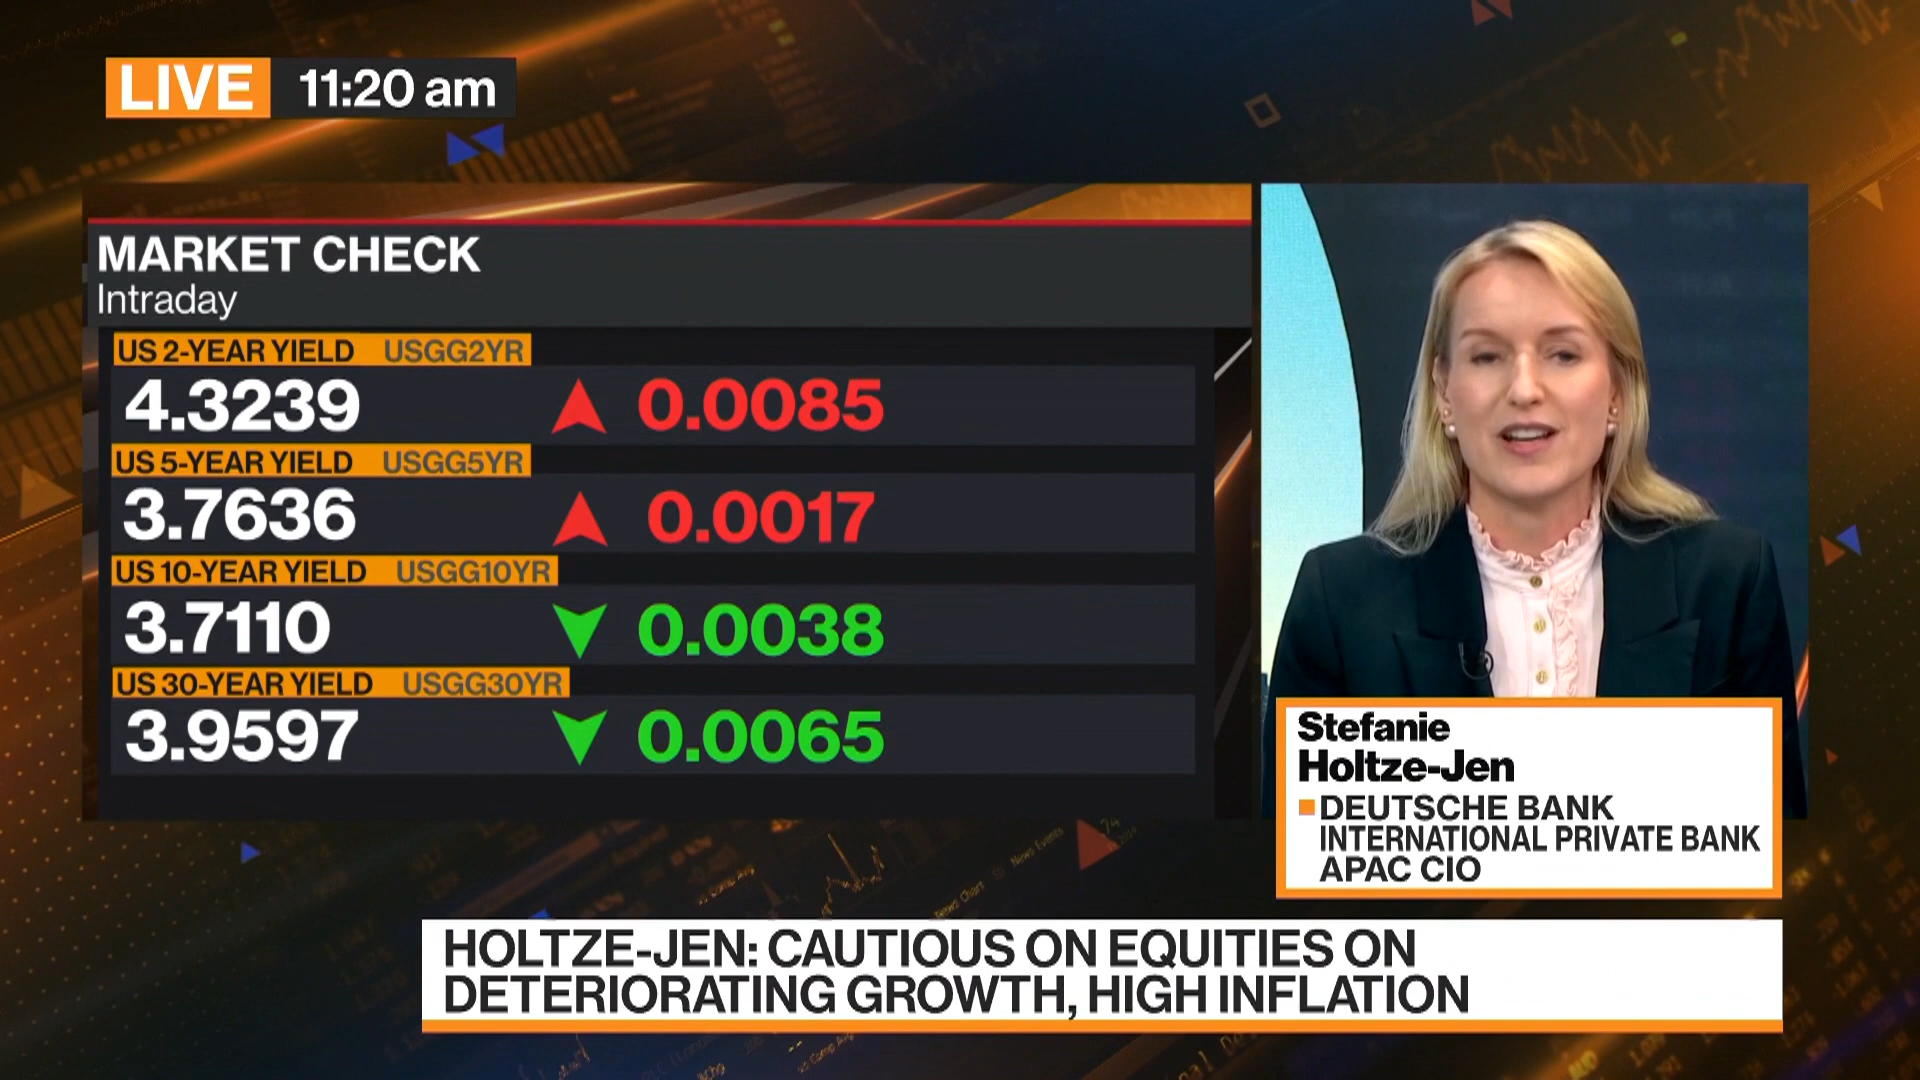 LIVE 11:20 am
MARKET CHECK
Intraday
US 2-YEAR YIELD USGG2YR
4.3239 0.0085
US 5-YEAR YIELD USGG5YR
3.7636 0.0017
US 10-YEAR YIELD USGG10YR
3.7110 0.0038
US 30-YEAR YIELD USGG30YR
3.9597 0.0065
Stefanie
Holtze-Jen
DEUTSCHE BANK
INTERNATIONAL PRIVATE BANK
APAC CIO
News Events
HOLTZE-JEN: CAUTIOUS ON EQUITIES ON
DETERIORATING GROWTH, HIGH INFLATION